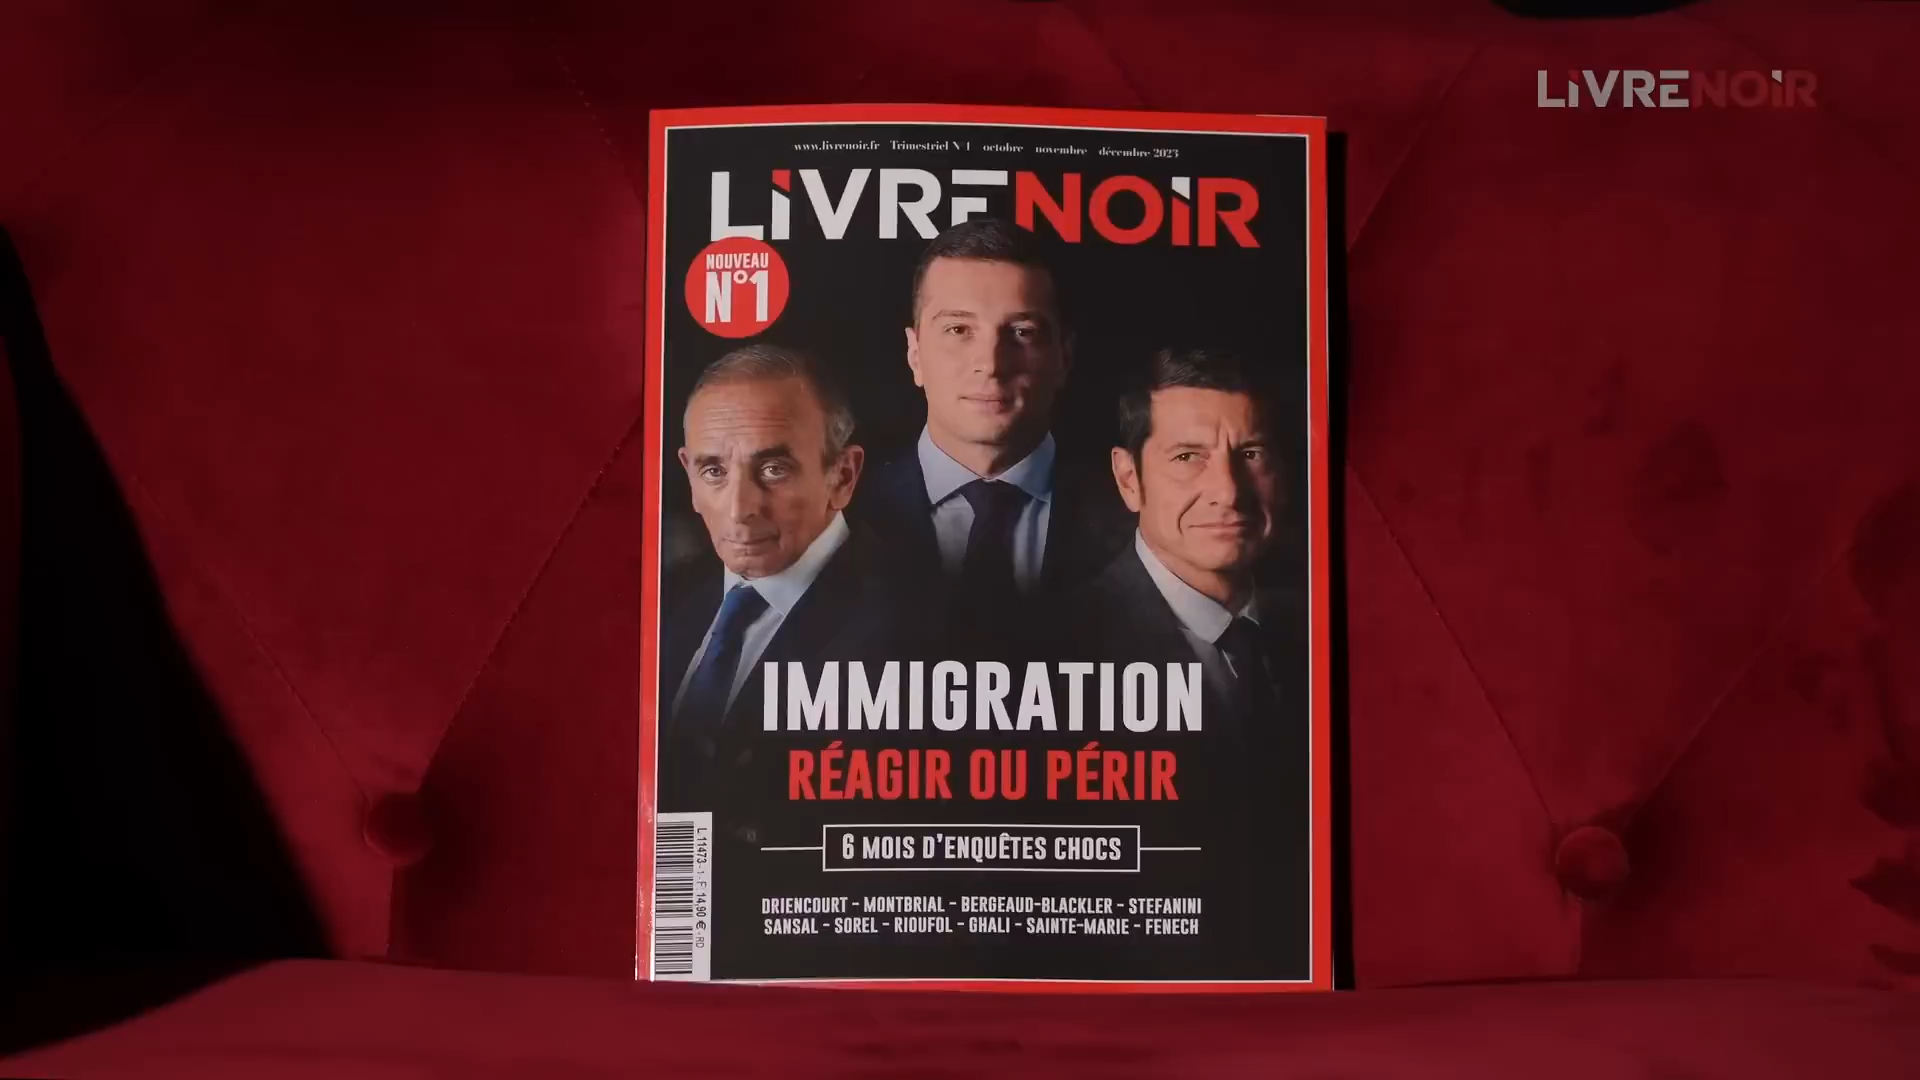 LIVRENOIR
www.livrenoir.fr Trimestriel N°1 octobre novembre décembre 2023
LIVRENOIR
NOUVEAU
N°1
IMMIGRATION
RÉAGIR OU PÉRIR
6 MOIS D'ENQUÊTES CHOCS
DRIENCOURT - MONTBRIAL - BERGEAUD-BLACKLER - STEFANINI
SANSAL - SOREL - RIOUFOL - GHALI - SAINTE-MARIE - FENECH
L 11473 - 1 - F: 14,90 € - RD